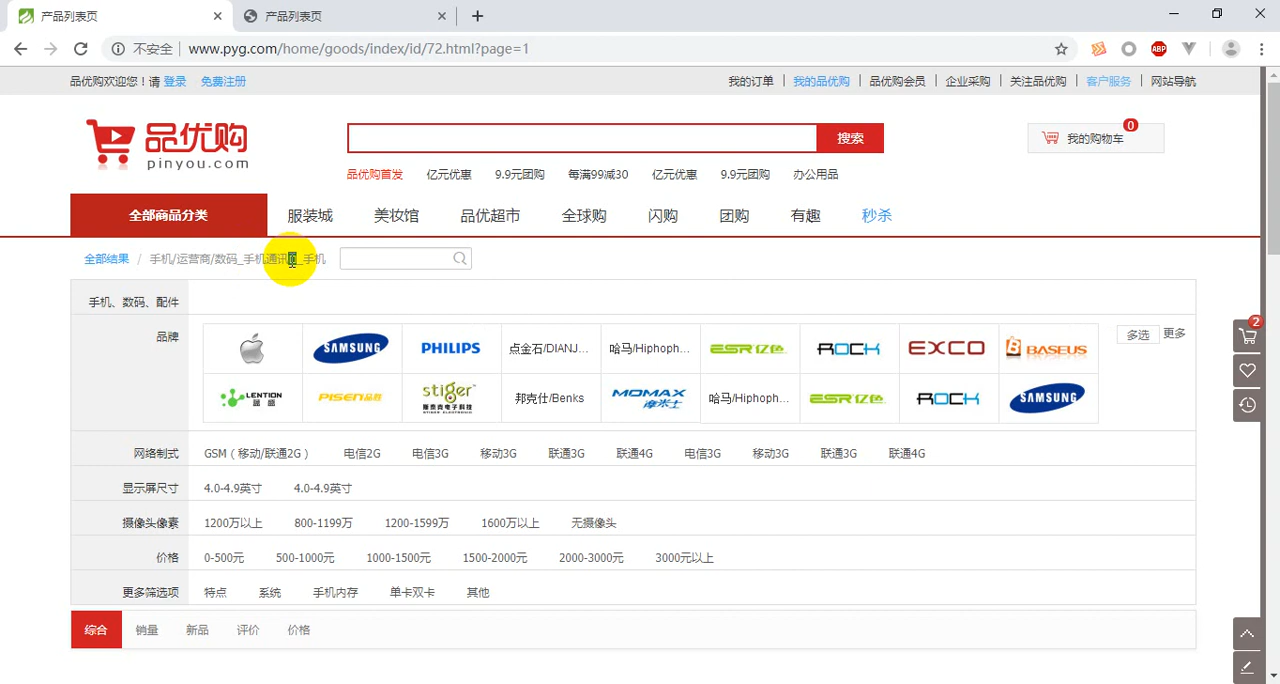 产品列表页
产品列表页
不安全 www.pyg.com/home/goods/index/id/72.html?page=1
ABP
品优购欢迎您！请 登录 免费注册
我的订单 我的品优购 品优购会员 企业采购 关注品优购 客户服务 网站导航
品优购
pinyou.com
搜索
0
我的购物车
品优购首发 亿元优惠 9.9元团购 每满99减30 亿元优惠 9.9元团购 办公用品
全部商品分类 服装城 美妆馆 品优超市 全球购 闪购 团购 有趣 秒杀
全部结果 / 手机/运营商/数码_手机通讯_手机
手机、数码、配件
品牌
SAMSUNG PHILIPS 点金石/DIANJ... 哈马/Hiphoph... ESR亿色 ROCK EXCO BASEUS
多选 更多
LENTION 蓝盛 PISEN品胜 stiger 斯泰克电子科技 STIGER ELECTRONIC 邦克仕/Benks MOMAX 摩米士 哈马/Hiphoph... ESR亿色 ROCK SAMSUNG
2
网络制式 GSM（移动/联通2G） 电信2G 电信3G 移动3G 联通3G 联通4G 电信3G 移动3G 联通3G 联通4G
显示屏尺寸 4.0-4.9英寸 4.0-4.9英寸
摄像头像素 1200万以上 800-1199万 1200-1599万 1600万以上 无摄像头
价格 0-500元 500-1000元 1000-1500元 1500-2000元 2000-3000元 3000元以上
更多筛选项 特点 系统 手机内存 单卡双卡 其他
综合 销量 新品 评价 价格